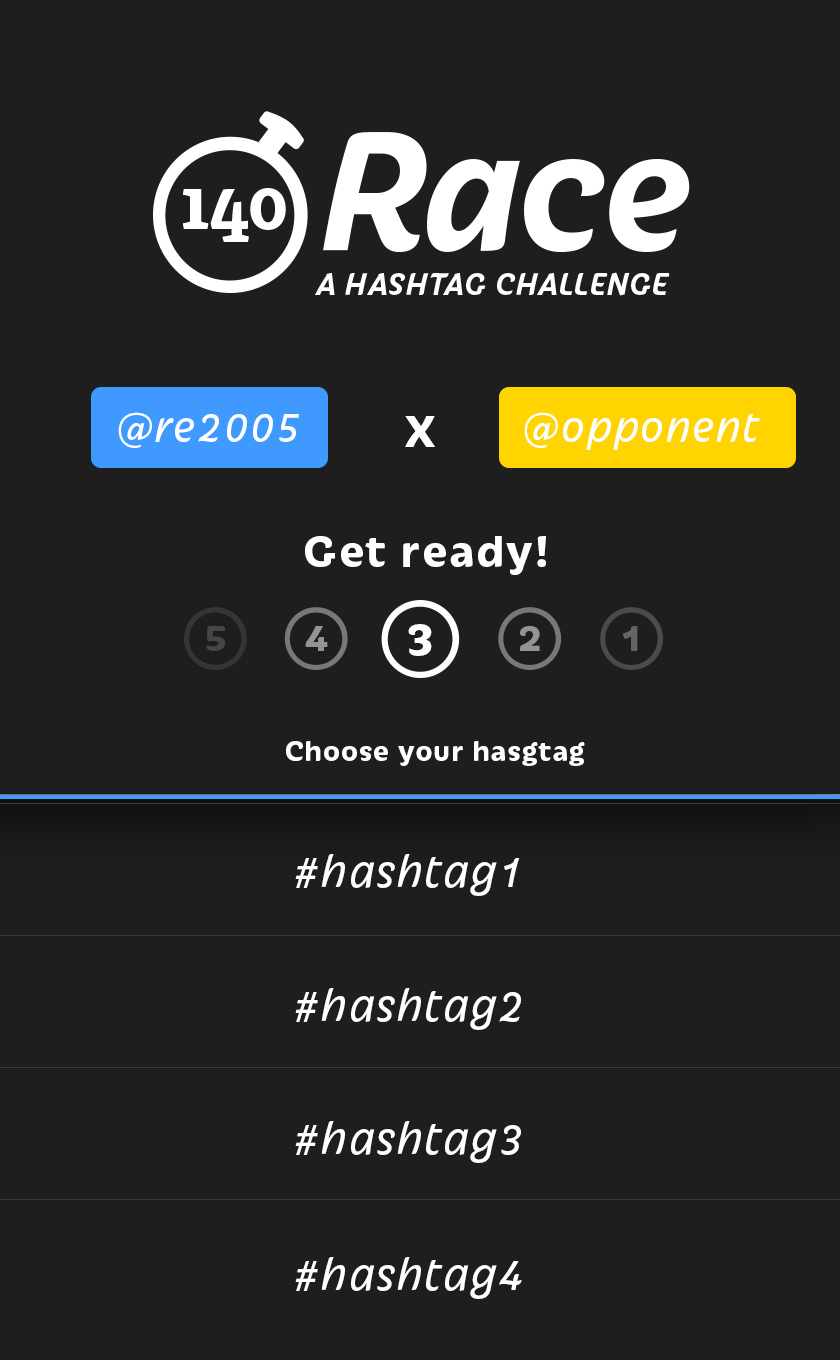 140 Race
A HASHTAG CHALLENGE
@re2005 x @opponent
Get ready!
5 4 3 2 1
Choose your hasgtag
#hashtag1
#hashtag2
#hashtag3
#hashtag4